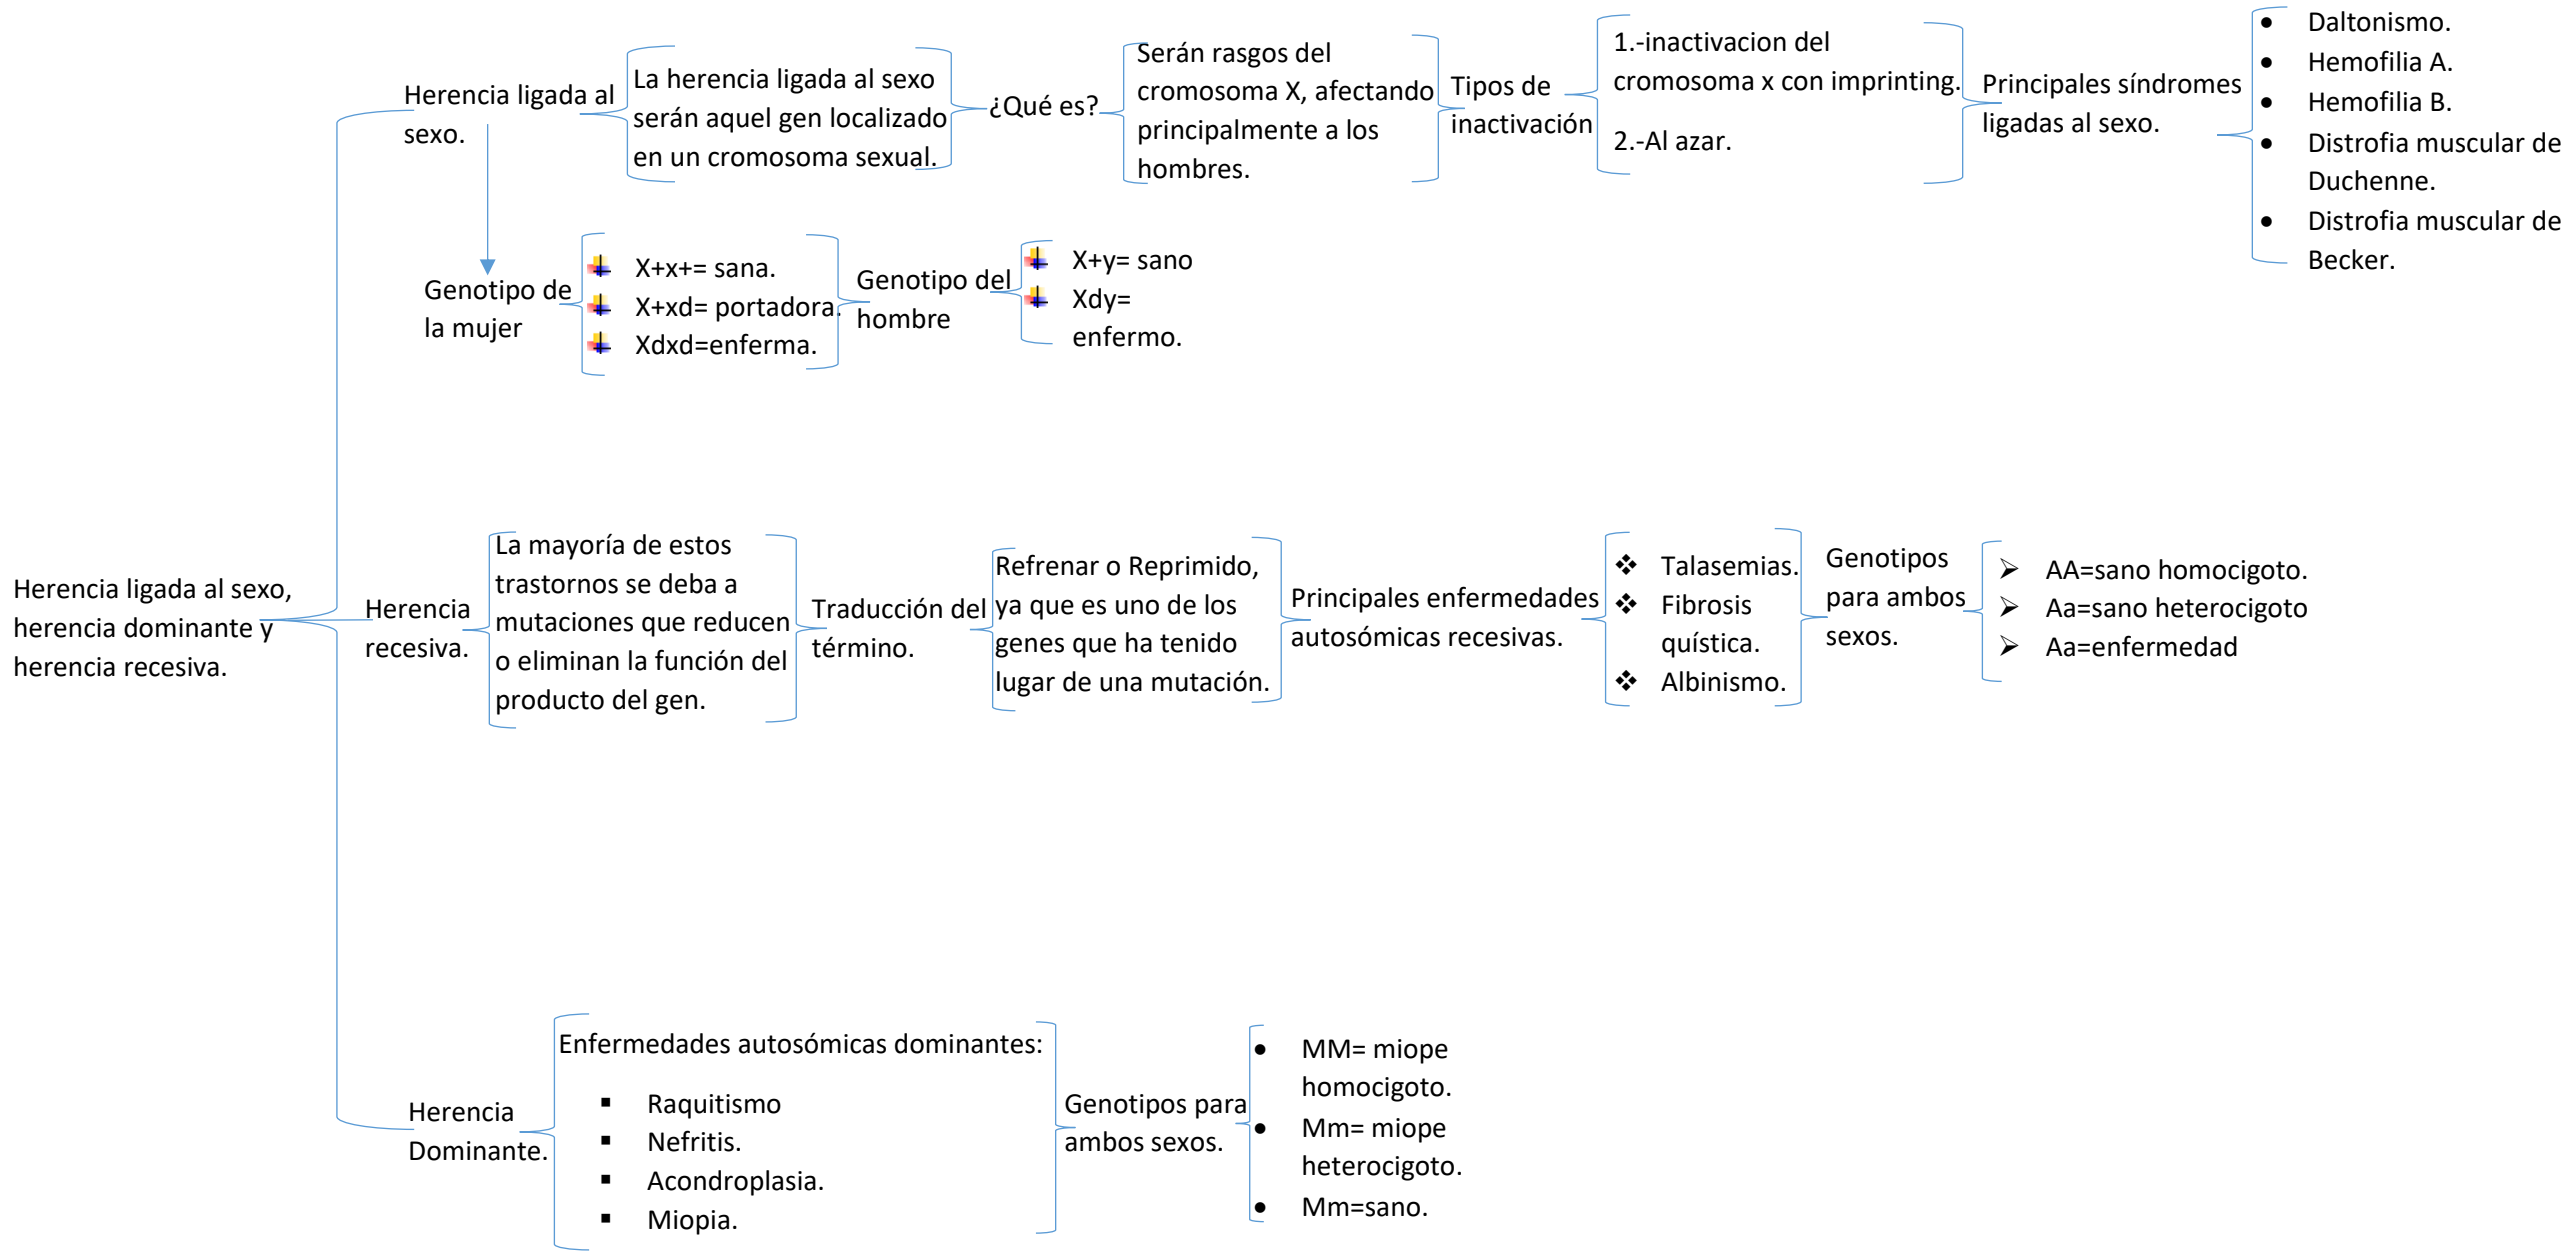 Herencia ligada al sexo,
herencia dominante y
herencia recesiva.
Herencia ligada al
sexo.
La herencia ligada al sexo
serán aquel gen localizado
en un cromosoma sexual.
¿Qué es?
Serán rasgos del
cromosoma X, afectando
principalmente a los
hombres.
Tipos de
inactivación
1.-inactivacion del
cromosoma x con imprinting.
2.-Al azar.
Principales síndromes
ligadas al sexo.
• Daltonismo.
• Hemofilia A.
• Hemofilia B.
• Distrofia muscular de
Duchenne.
• Distrofia muscular de
Becker.
Genotipo de
la mujer
X+x+= sana.
X+xd= portadora.
Xdxd=enferma.
Genotipo del
hombre
X+y= sano
Xdy=
enfermo.
Herencia
recesiva.
La mayoría de estos
trastornos se deba a
mutaciones que reducen
o eliminan la función del
producto del gen.
Traducción del
término.
Refrenar o Reprimido,
ya que es uno de los
genes que ha tenido
lugar de una mutación.
Principales enfermedades
autosómicas recesivas.
❖ Talasemias.
❖ Fibrosis
quística.
❖ Albinismo.
Genotipos
para ambos
sexos.
➢ AA=sano homocigoto.
➢ Aa=sano heterocigoto
➢ Aa=enfermedad
Herencia
Dominante.
Enfermedades autosómicas dominantes:
▪ Raquitismo
▪ Nefritis.
▪ Acondroplasia.
▪ Miopia.
Genotipos para
ambos sexos.
• MM= miope
homocigoto.
• Mm= miope
heterocigoto.
• Mm=sano.